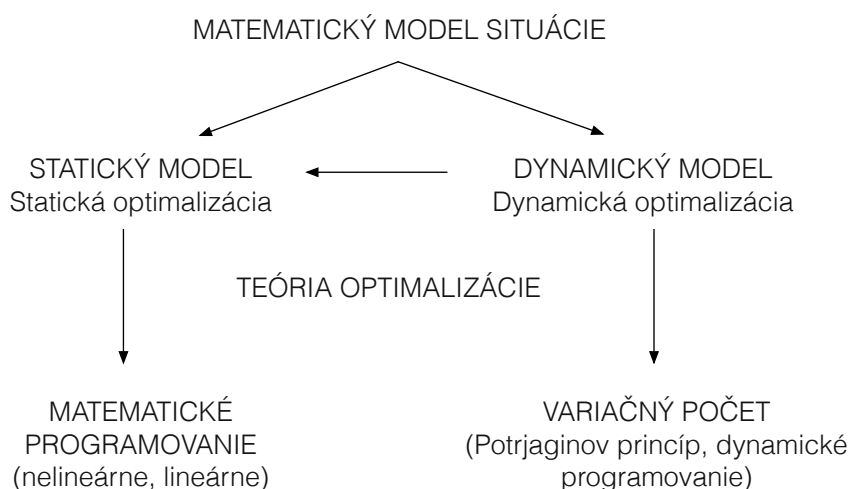 MATEMATICKÝ MODEL SITUÁCIE
STATICKÝ MODEL
Statická optimalizácia
DYNAMICKÝ MODEL
Dynamická optimalizácia
TEÓRIA OPTIMALIZÁCIE
MATEMATICKÉ
PROGRAMOVANIE
(nelineárne, lineárne)
VARIAČNÝ POČET
(Potrjaginov princíp, dynamické
programovanie)